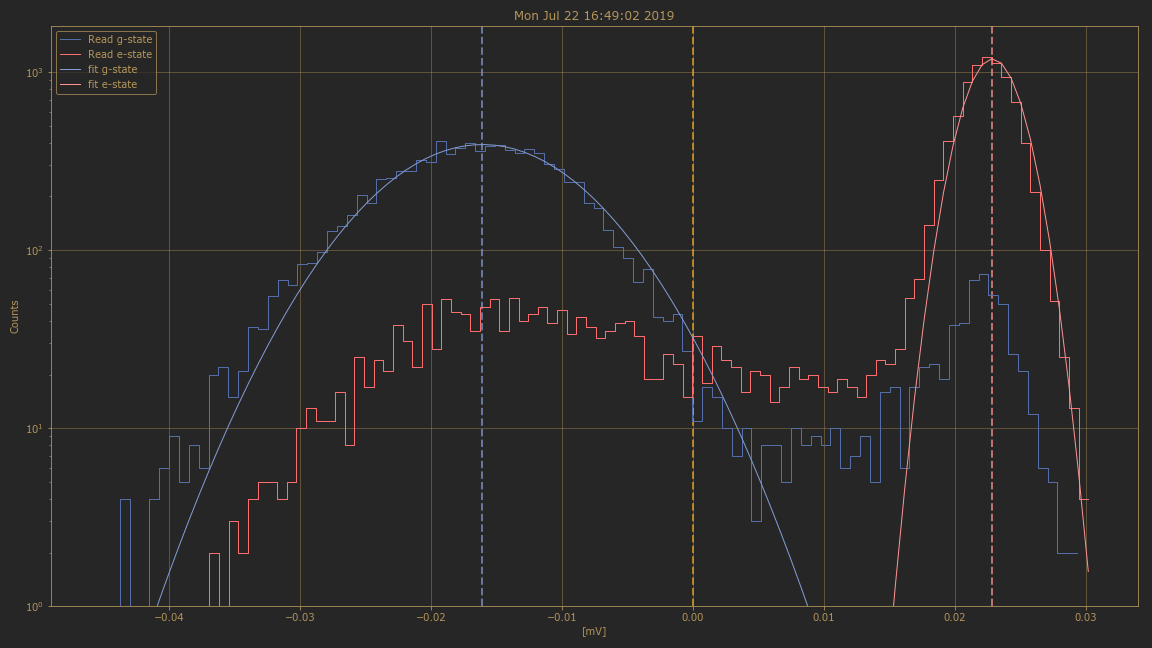 Mon Jul 22 16:49:02 2019
Read g-state
Read e-state
fit g-state
fit e-state
Counts
10³
10²
10¹
10⁰
−0.04 −0.03 −0.02 −0.01 0.00 0.01 0.02 0.03
[mV]